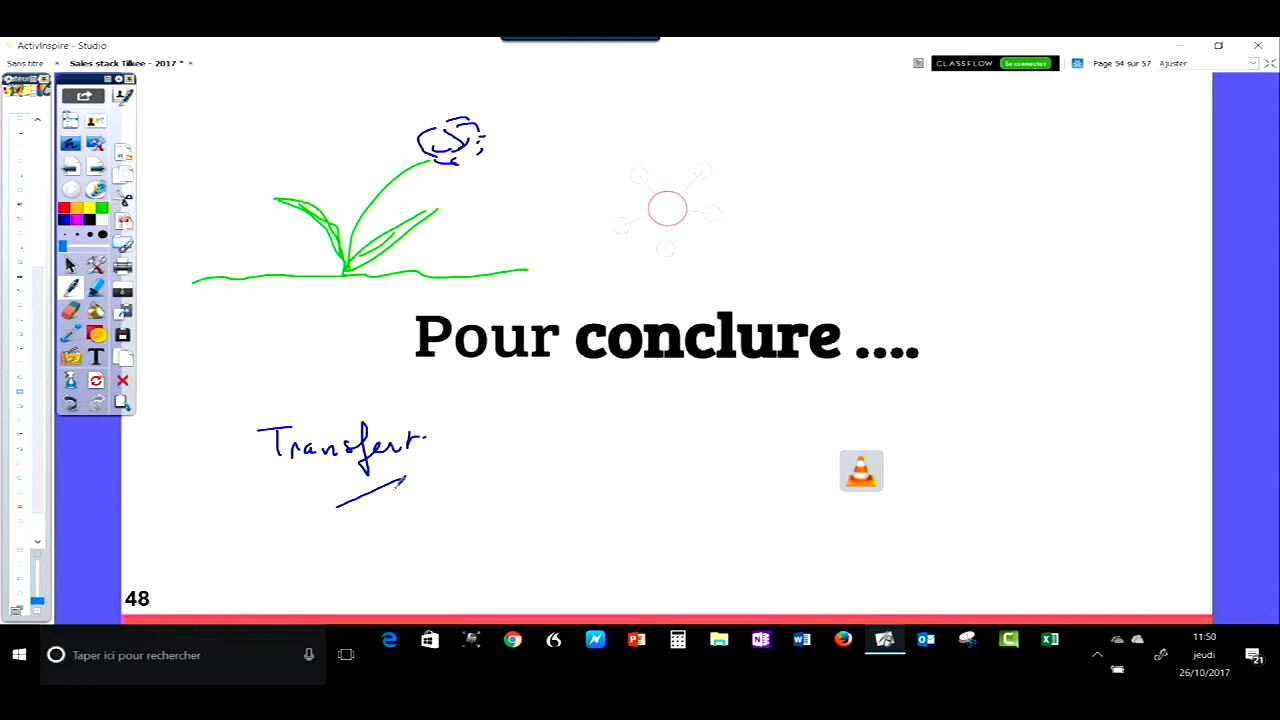 ActivInspire - Studio
Sans titre
Sales stack Tilkee - 2017 *
CLASSFLOW
Se connecter
Page 54 sur 57
Ajuster
Pour conclure ....
Transfert
48
Taper ici pour rechercher
11:50
jeudi
26/10/2017
21